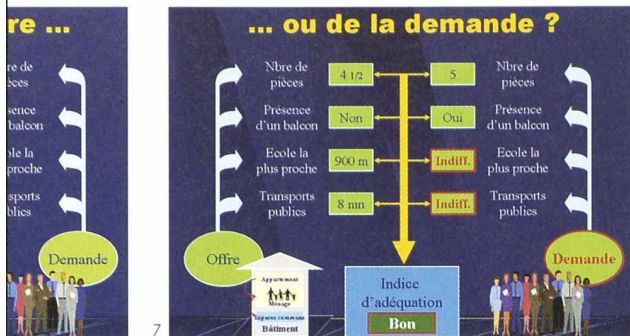 re ...
re de
èces
sence
balcon
ole la
proche
sports
blics
Demande
7
... ou de la demande ?
Nbre de
pièces
4 1/2
5
Nbre de
pièces
Présence
d'un balcon
Non
Oui
Présence
d'un balcon
Ecole la
plus proche
900 m
Indiff.
Ecole la
plus proche
Transports
publics
8 mn
Indiff.
Transports
publics
Offre
Demande
Appartement
Ménage
Bâtiment
Indice
d'adéquation
Bon